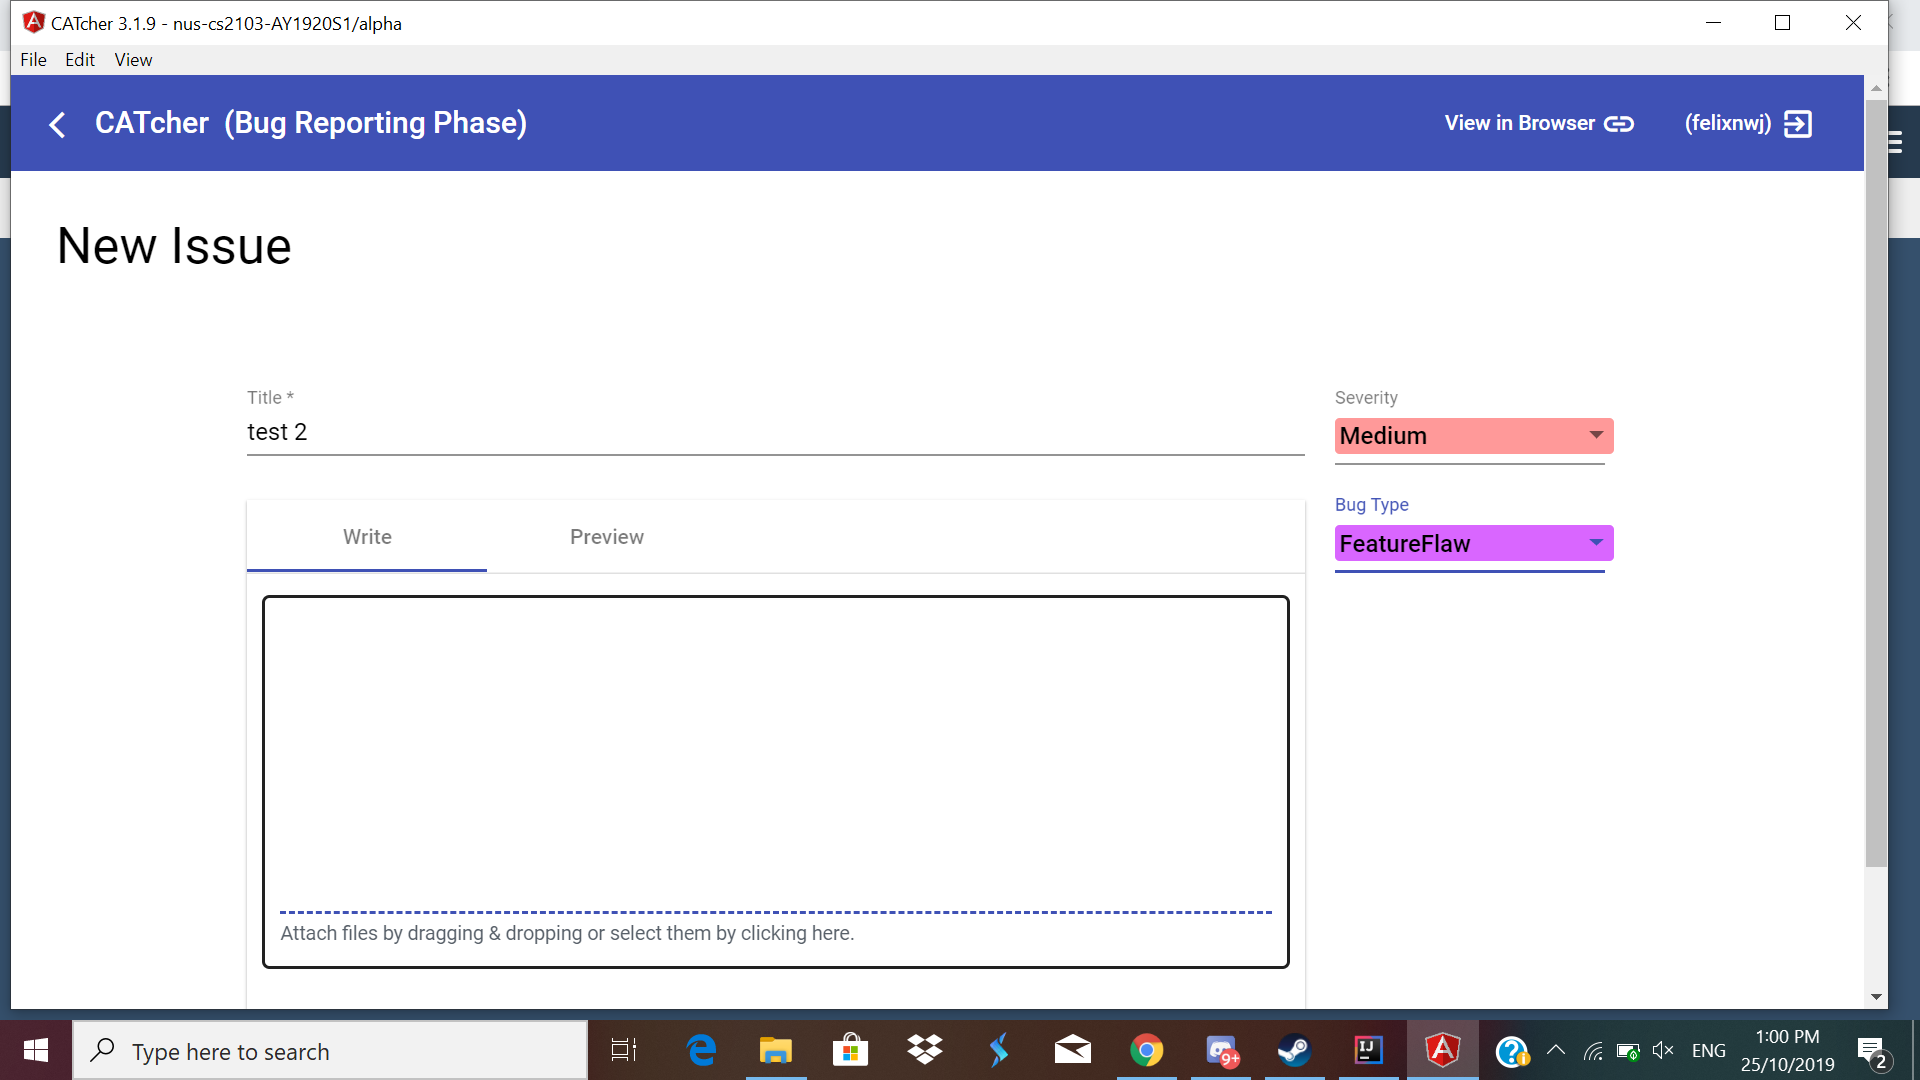 CATcher 3.1.9 - nus-cs2103-AY1920S1/alpha
File Edit View
CATcher (Bug Reporting Phase)
View in Browser
(felixnwj)
New Issue
Title *
test 2
Severity
Medium
Write
Preview
Bug Type
FeatureFlaw
Attach files by dragging & dropping or select them by clicking here.
Type here to search
9+
IJ
ENG
1:00 PM
25/10/2019
2